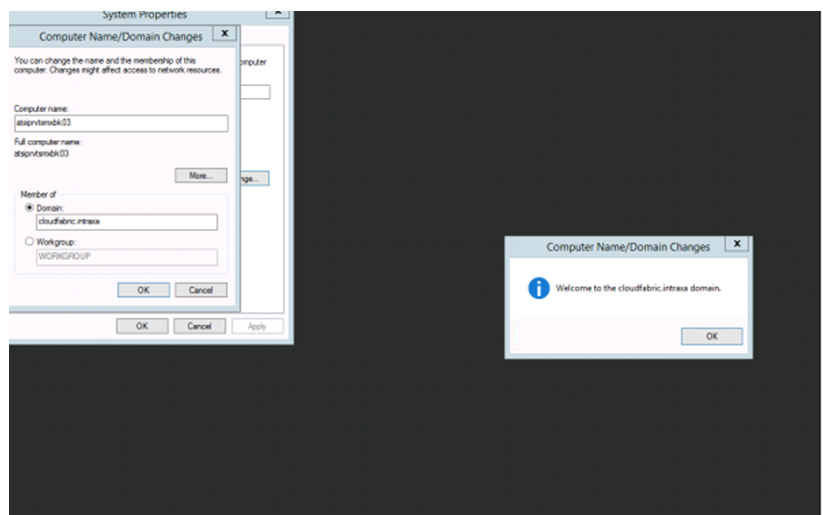 System Properties
Computer Name/Domain Changes
You can change the name and the membership of this
computer. Changes might affect access to network resources.
omputer
Computer name:
Full computer name:
More...
nge...
Member of
Domain:
cloudfabric.intraxa
Workgroup:
WORKGROUP
OK Cancel
OK Cancel Apply
Computer Name/Domain Changes
Welcome to the cloudfabric.intraxa domain.
OK